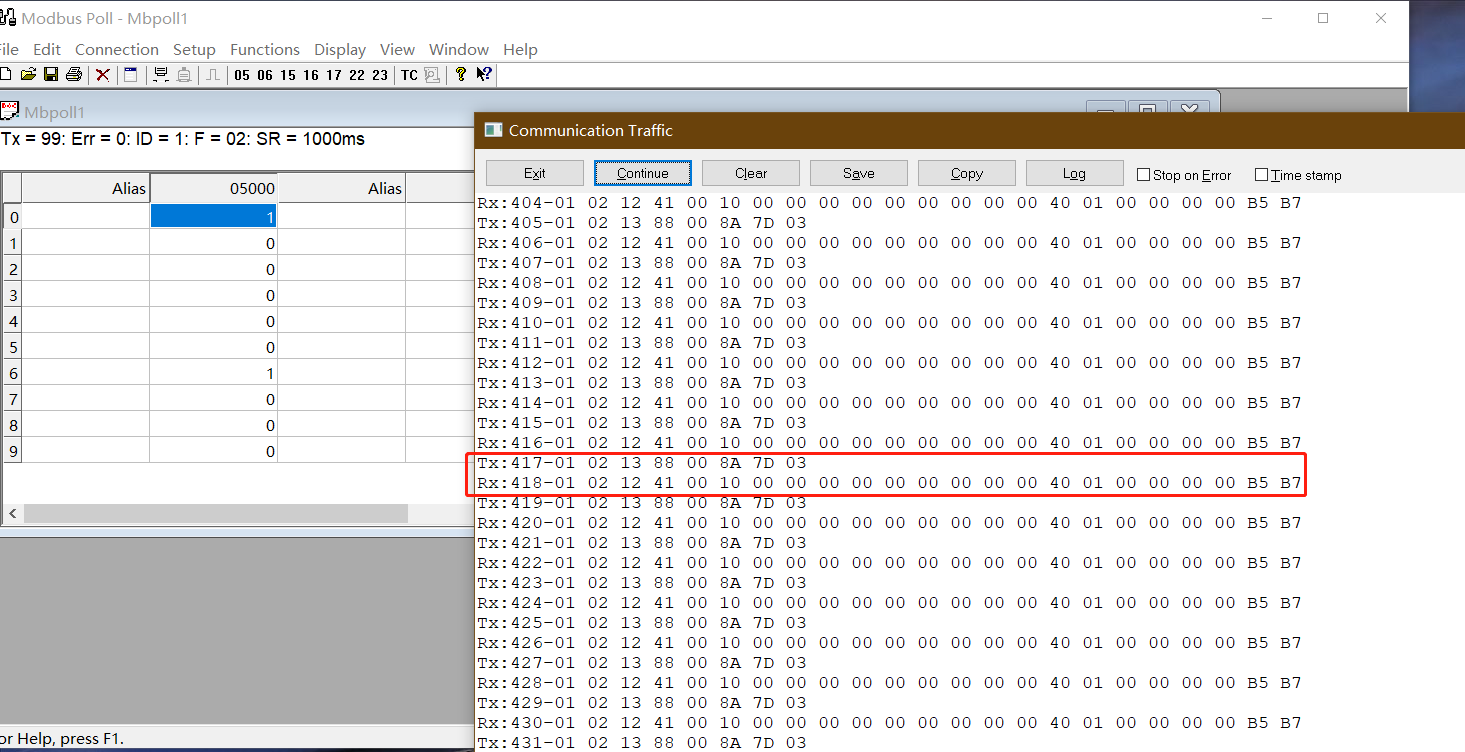 Modbus Poll - Mbpoll1
ile Edit Connection Setup Functions Display View Window Help
05 06 15 16 17 22 23 TC
Mbpoll1
Tx = 99: Err = 0: ID = 1: F = 02: SR = 1000ms
Alias 05000 Alias
0 1
1 0
2 0
3 0
4 0
5 0
6 1
7 0
8 0
9 0
or Help, press F1.
Communication Traffic
Exit Continue Clear Save Copy Log Stop on Error Time stamp
Rx:404-01 02 12 41 00 10 00 00 00 00 00 00 00 00 40 01 00 00 00 00 B5 B7
Tx:405-01 02 13 88 00 8A 7D 03
Rx:406-01 02 12 41 00 10 00 00 00 00 00 00 00 00 40 01 00 00 00 00 B5 B7
Tx:407-01 02 13 88 00 8A 7D 03
Rx:408-01 02 12 41 00 10 00 00 00 00 00 00 00 00 40 01 00 00 00 00 B5 B7
Tx:409-01 02 13 88 00 8A 7D 03
Rx:410-01 02 12 41 00 10 00 00 00 00 00 00 00 00 40 01 00 00 00 00 B5 B7
Tx:411-01 02 13 88 00 8A 7D 03
Rx:412-01 02 12 41 00 10 00 00 00 00 00 00 00 00 40 01 00 00 00 00 B5 B7
Tx:413-01 02 13 88 00 8A 7D 03
Rx:414-01 02 12 41 00 10 00 00 00 00 00 00 00 00 40 01 00 00 00 00 B5 B7
Tx:415-01 02 13 88 00 8A 7D 03
Rx:416-01 02 12 41 00 10 00 00 00 00 00 00 00 00 40 01 00 00 00 00 B5 B7
Tx:417-01 02 13 88 00 8A 7D 03
Rx:418-01 02 12 41 00 10 00 00 00 00 00 00 00 00 40 01 00 00 00 00 B5 B7
Tx:419-01 02 13 88 00 8A 7D 03
Rx:420-01 02 12 41 00 10 00 00 00 00 00 00 00 00 40 01 00 00 00 00 B5 B7
Tx:421-01 02 13 88 00 8A 7D 03
Rx:422-01 02 12 41 00 10 00 00 00 00 00 00 00 00 40 01 00 00 00 00 B5 B7
Tx:423-01 02 13 88 00 8A 7D 03
Rx:424-01 02 12 41 00 10 00 00 00 00 00 00 00 00 40 01 00 00 00 00 B5 B7
Tx:425-01 02 13 88 00 8A 7D 03
Rx:426-01 02 12 41 00 10 00 00 00 00 00 00 00 00 40 01 00 00 00 00 B5 B7
Tx:427-01 02 13 88 00 8A 7D 03
Rx:428-01 02 12 41 00 10 00 00 00 00 00 00 00 00 40 01 00 00 00 00 B5 B7
Tx:429-01 02 13 88 00 8A 7D 03
Rx:430-01 02 12 41 00 10 00 00 00 00 00 00 00 00 40 01 00 00 00 00 B5 B7
Tx:431-01 02 13 88 00 8A 7D 03